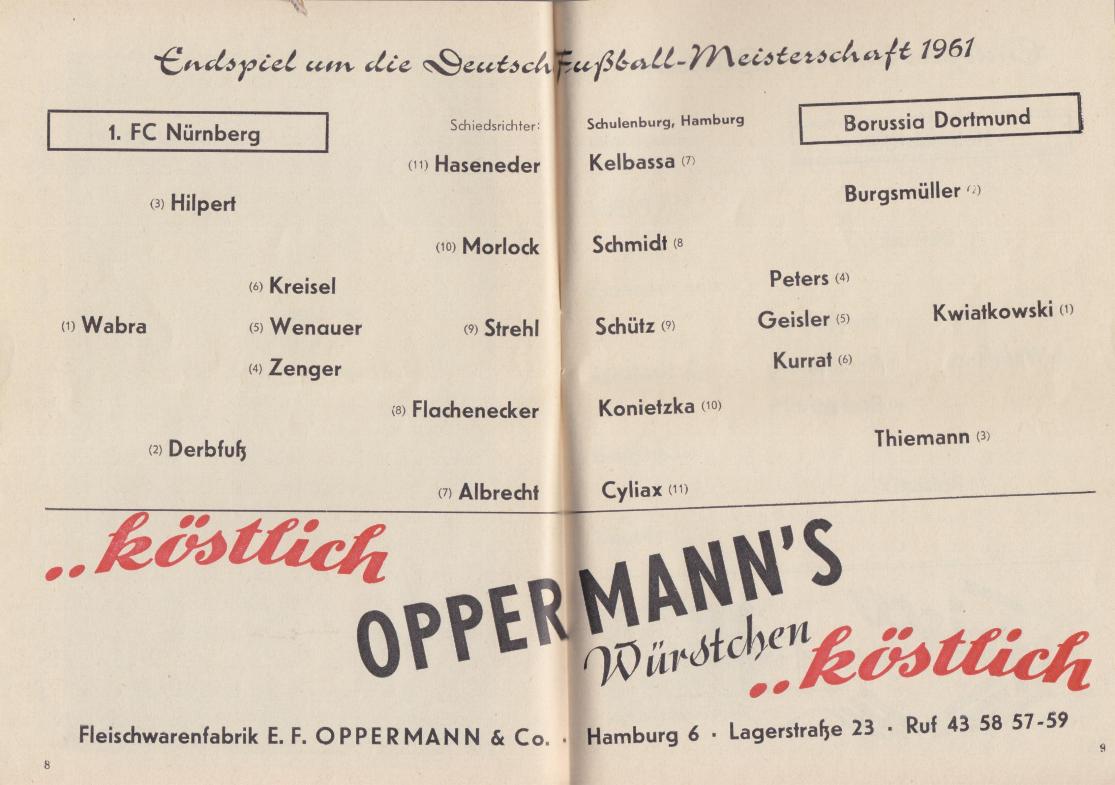 Endspiel um die Deutsch Fußball-Meisterschaft 1961
1. FC Nürnberg
Schiedsrichter: Schulenburg, Hamburg
Borussia Dortmund
(11) Haseneder Kelbassa (7)
(3) Hilpert Burgsmüller (2)
(10) Morlock Schmidt (8
(6) Kreisel Peters (4)
(1) Wabra (5) Wenauer (9) Strehl Schütz (9) Geisler (5) Kwiatkowski (1)
(4) Zenger Kurrat (6)
(8) Flachenecker Konietzka (10)
(2) Derbfuß Thiemann (3)
(7) Albrecht Cyliax (11)
..köstlich
OPPERMANN'S
Würstchen
..köstlich
Fleischwarenfabrik E. F. OPPERMANN & Co. · Hamburg 6 · Lagerstraße 23 · Ruf 43 58 57-59
8
9